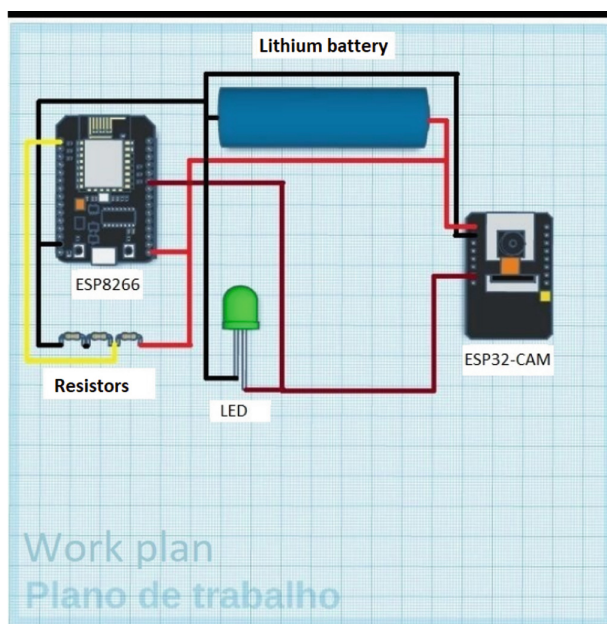 Lithium battery
ESP8266
ESP32-CAM
Resistors
LED
Work plan
Plano de trabalho